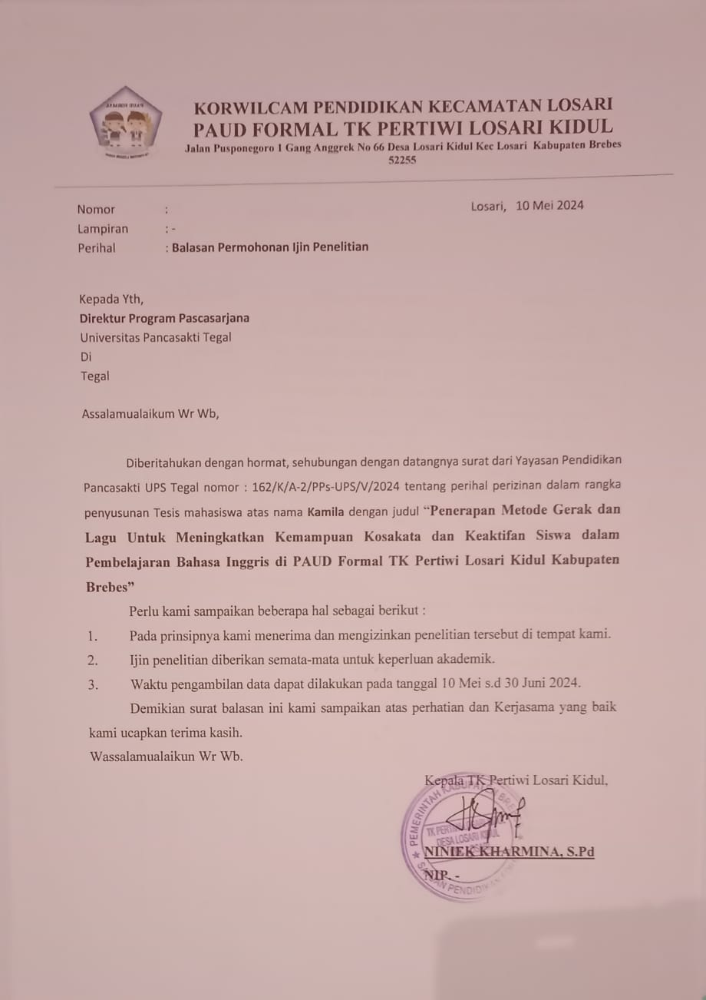 KORWILCAM PENDIDIKAN KECAMATAN LOSARI
PAUD FORMAL TK PERTIWI LOSARI KIDUL
Jalan Pusponegoro 1 Gang Anggrek No 66 Desa Losari Kidul Kec Losari Kabupaten Brebes
52255
Nomor :
Losari, 10 Mei 2024
Lampiran : -
Perihal : Balasan Permohonan Ijin Penelitian
Kepada Yth,
Direktur Program Pascasarjana
Universitas Pancasakti Tegal
Di
Tegal
Assalamualaikum Wr Wb,
Diberitahukan dengan hormat, sehubungan dengan datangnya surat dari Yayasan Pendidikan
Pancasakti UPS Tegal nomor : 162/K/A-2/PPs-UPS/V/2024 tentang perihal perizinan dalam rangka
penyusunan Tesis mahasiswa atas nama Kamila dengan judul “Penerapan Metode Gerak dan
Lagu Untuk Meningkatkan Kemampuan Kosakata dan Keaktifan Siswa dalam
Pembelajaran Bahasa Inggris di PAUD Formal TK Pertiwi Losari Kidul Kabupaten
Brebes”
Perlu kami sampaikan beberapa hal sebagai berikut :
1. Pada prinsipnya kami menerima dan mengizinkan penelitian tersebut di tempat kami.
2. Ijin penelitian diberikan semata-mata untuk keperluan akademik.
3. Waktu pengambilan data dapat dilakukan pada tanggal 10 Mei s.d 30 Juni 2024.
Demikian surat balasan ini kami sampaikan atas perhatian dan Kerjasama yang baik
kami ucapkan terima kasih.
Wassalamualaikun Wr Wb.
Kepala TK Pertiwi Losari Kidul,
PEMERINTAH KABUPATEN
DESA LOSARI KIDUL
NINIEK KHARMINA, S.Pd
NIP. -